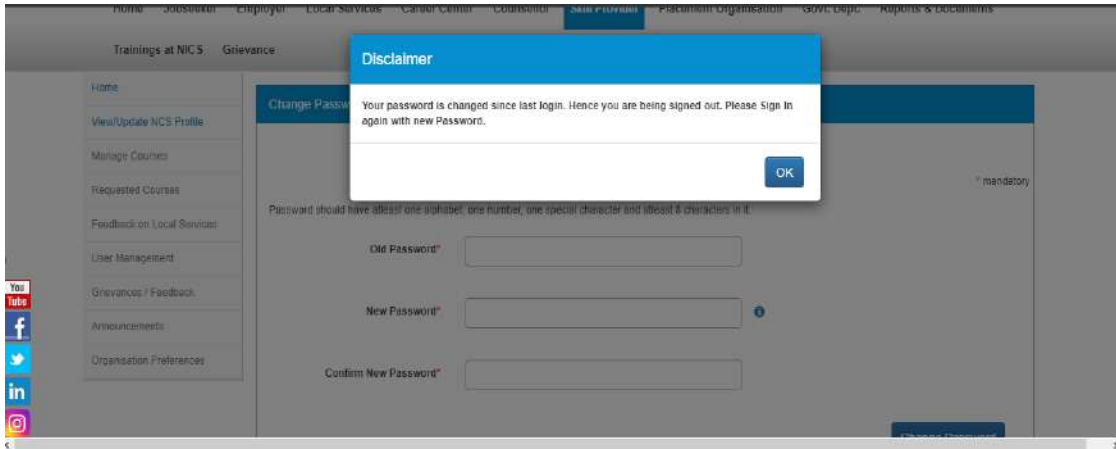 Home Jobseeker Employer Local Services Career Center Counsellor Skill Provider Placement Organisation Govt. Dept. Reports & Documents
Trainings at NICS Grievance
Disclaimer
Your password is changed since last login. Hence you are being signed out. Please Sign In
again with new Password.
OK
Home
View/Update NCS Profile
Manage Courses
Requested Courses
Feedback on Local Services
User Management
Grievances / Feedback
Announcements
Organisation Preferences
Change Passw
* mandatory
Password should have atleast one alphabet, one number, one special character and atleast 8 characters in it.
Old Password*
New Password*
Confirm New Password*
Change Password
You
Tube
f
in